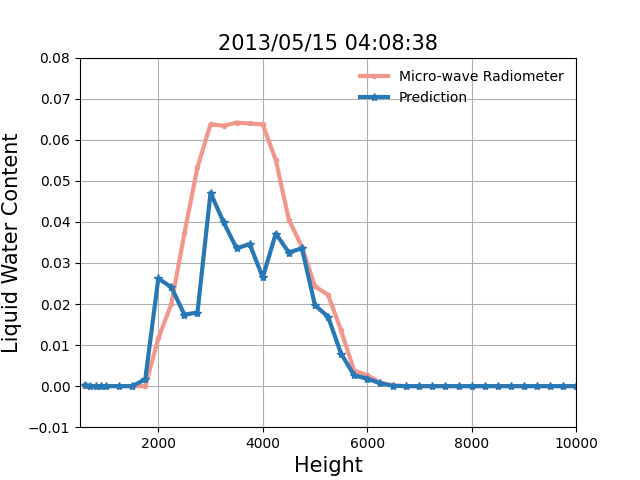 2013/05/15 04:08:38
Micro-wave Radiometer
Prediction
Liquid Water Content
0.08
0.07
0.06
0.05
0.04
0.03
0.02
0.01
0.00
−0.01
2000 4000 6000 8000 10000
Height